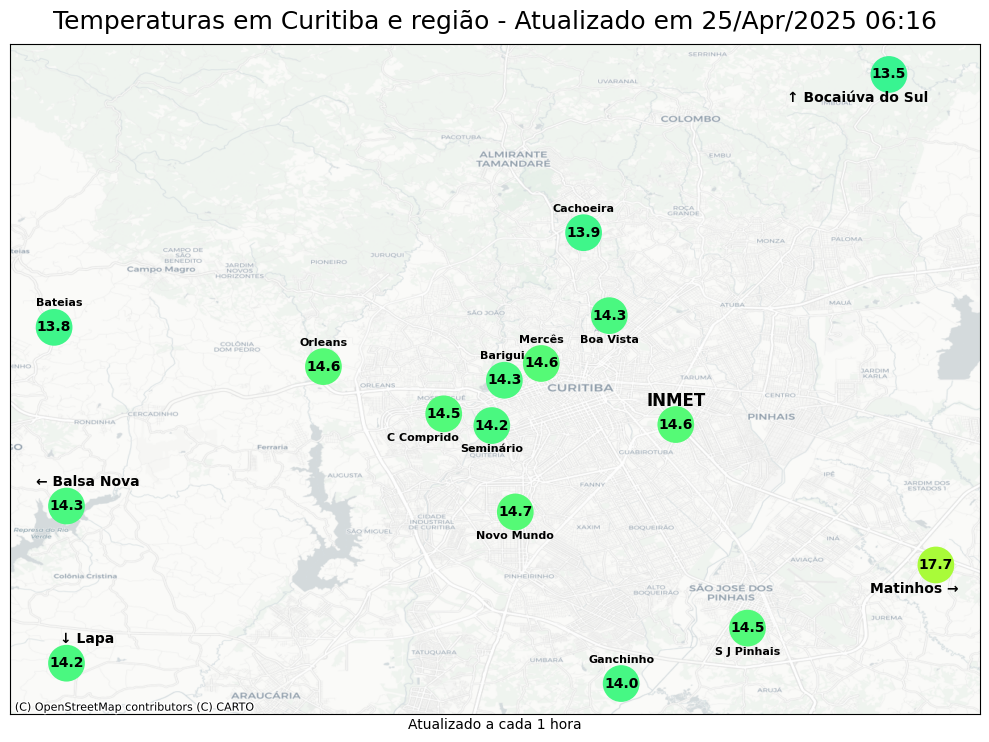 Temperaturas em Curitiba e região - Atualizado em 25/Apr/2025 06:16
SERRINHA
13.5
UVARANAL
↑ Bocaiúva do Sul
COLOMBO
PACOTUBA
ALMIRANTE
TAMANDARÉ
EMBU
Cachoeira
ROÇA
GRANDE
13.9
MONZA
PALOMA
CAMPO DE
SÃO
BENEDITO
JURUQUI
PIONEIRO
Campo Magro
JARDIM
NOVOS
HORIZONTES
Bateias
13.8
ATUBA
MAUÁ
SÃO JOÃO
14.3
Boa Vista
COLÔNIA
DOM PEDRO
Orleans
14.6
Mercês
14.6
Barigui
14.3
ORLEANS
CURITIBA
TARUMÃ
JARDIM
KARLA
CENTRO
INMET
14.6
PINHAIS
14.5
C Comprido
14.2
Seminário
CERCADINHO
RONDINHA
Ferraria
GUABIROTUBA
AUGUSTA
FANNY
IPÊ
JARDIM DOS
ESTADOS I
← Balsa Nova
14.3
14.7
Novo Mundo
CIDADE
INDUSTRIAL
DE CURITIBA
SÃO MIGUEL
XAXIM
BOQUEIRÃO
INÁ
Represa do Rio
Verde
AVIAÇÃO
17.7
Matinhos →
Colônia Cristina
PINHEIRINHO
ALTO
BOQUEIRÃO
SÃO JOSÉ DOS
PINHAIS
JUREMA
14.5
S J Pinhais
↓ Lapa
14.2
TATUQUARA
UMBARÁ
Ganchinho
14.0
ARUJÁ
ARAUCÁRIA
(C) OpenStreetMap contributors (C) CARTO
Atualizado a cada 1 hora